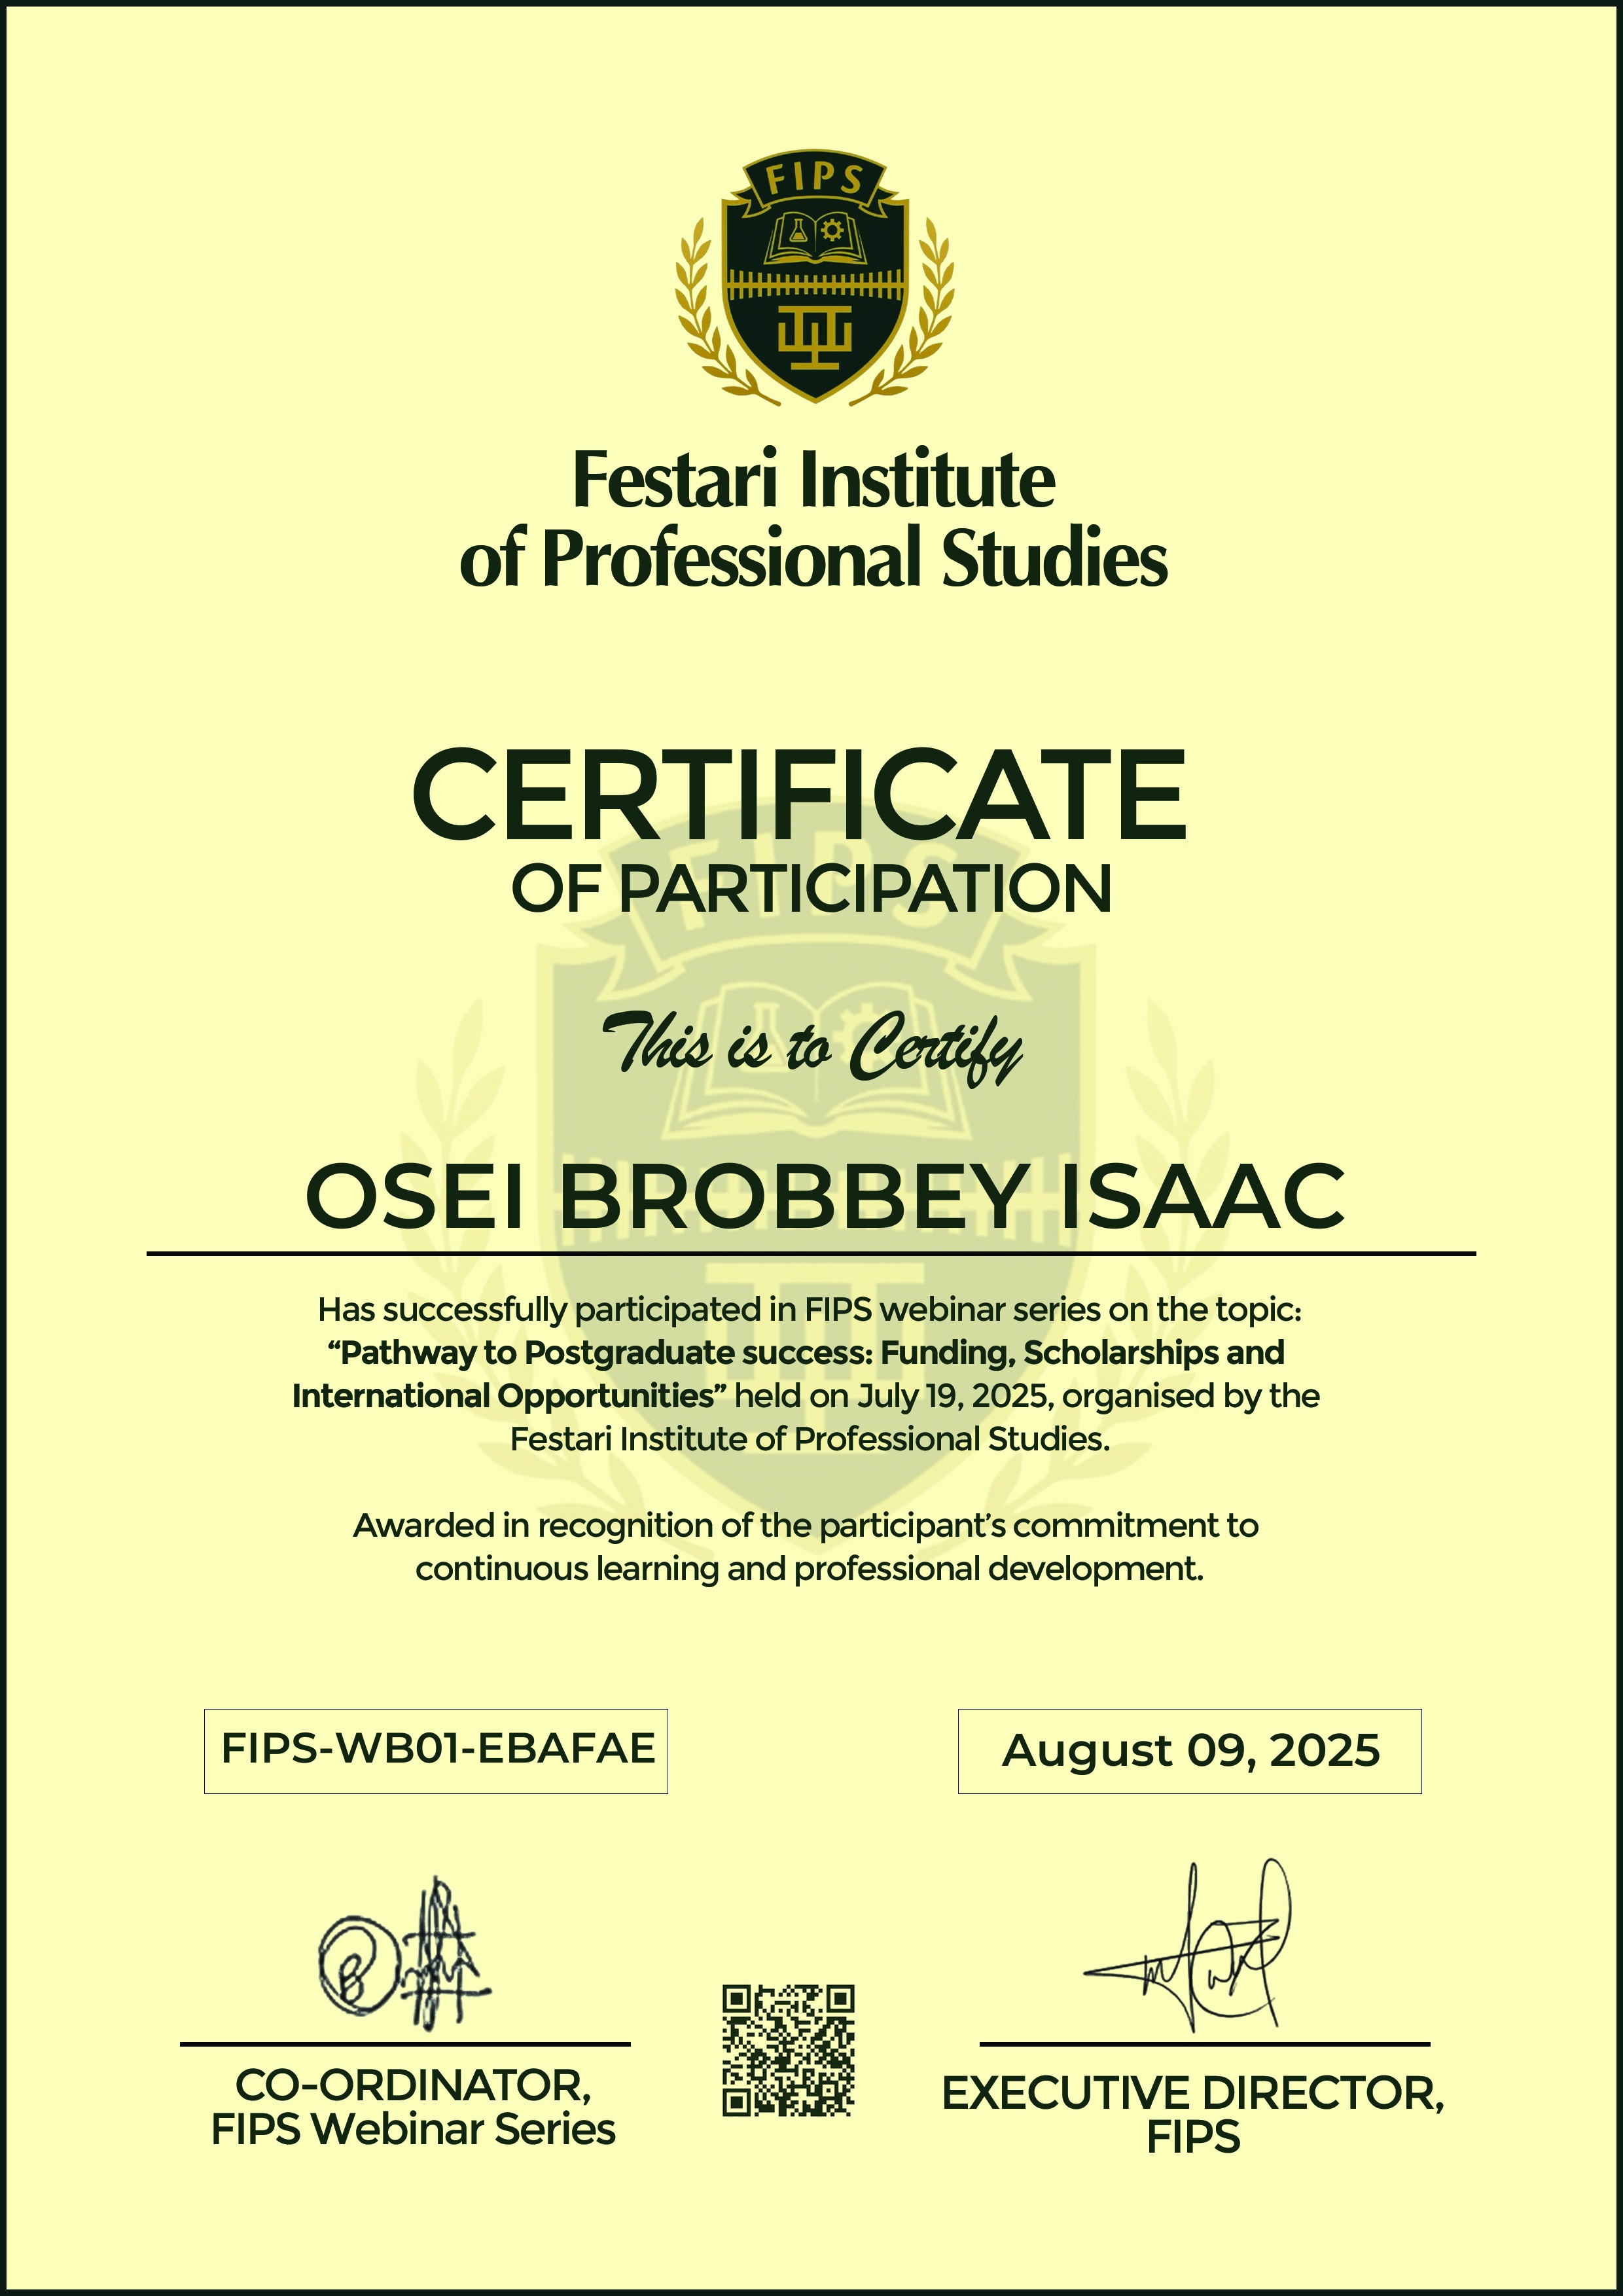 FIPS
Festari Institute
of Professional Studies
CERTIFICATE
OF PARTICIPATION
This is to Certify
OSEI BROBBEY ISAAC
Has successfully participated in FIPS webinar series on the topic:
“Pathway to Postgraduate success: Funding, Scholarships and
International Opportunities” held on July 19, 2025, organised by the
Festari Institute of Professional Studies.
Awarded in recognition of the participant’s commitment to
continuous learning and professional development.
FIPS-WB01-EBAFAE
August 09, 2025
CO-ORDINATOR,
FIPS Webinar Series
EXECUTIVE DIRECTOR,
FIPS